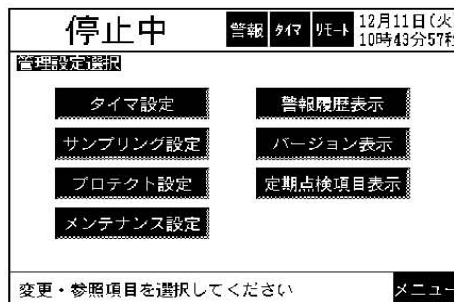 停止中 警報 タイマ リモート 12月11日(火
10時43分57秒
管理設定選択
タイマ設定 警報履歴表示
サンプリング設定 バージョン表示
プロテクト設定 定期点検項目表示
メンテナンス設定
変更・参照項目を選択してください メニュー